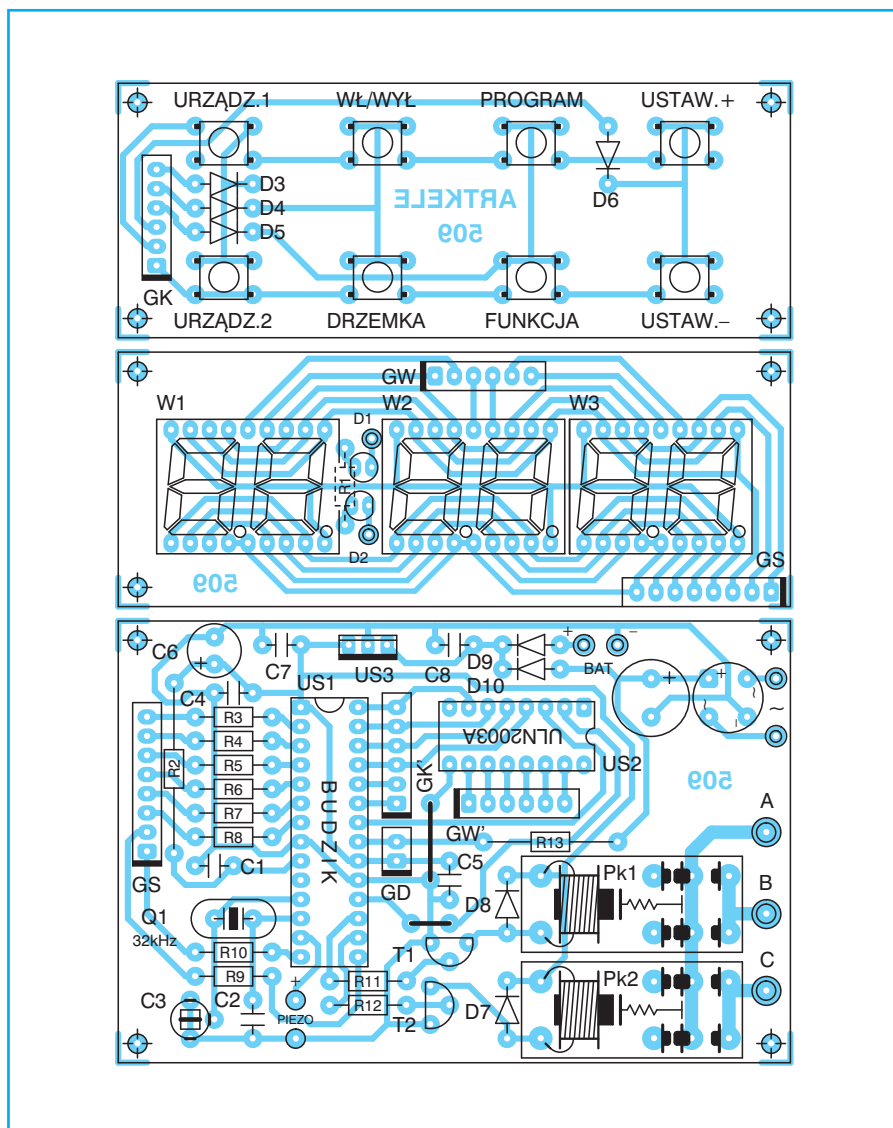 URZĄDZ.1 WŁ/WYŁ PROGRAM USTAW.+
D3
D4
D5
D6
ARTKELE
509
GK
URZĄDZ.2 DRZEMKA FUNKCJA USTAW.–
GW
W1 W2 W3
D1
R1
D2
GS
509
C6
+
C7
US3
C8
D9
D10
+ –
BAT
+
+
~ ~
–
~
C4
US1
R3
R4
R5
R6
R7
R8
R2
C1
GS
BUDZIK
GK'
ULN2003A
US2
509
GW'
R13
A
GD
C5
Pk1
B
D8
Q1
32kHz
T1
R10
R9
R11
R12
C
Pk2
C3
C2
+
PIEZO
T2
D7